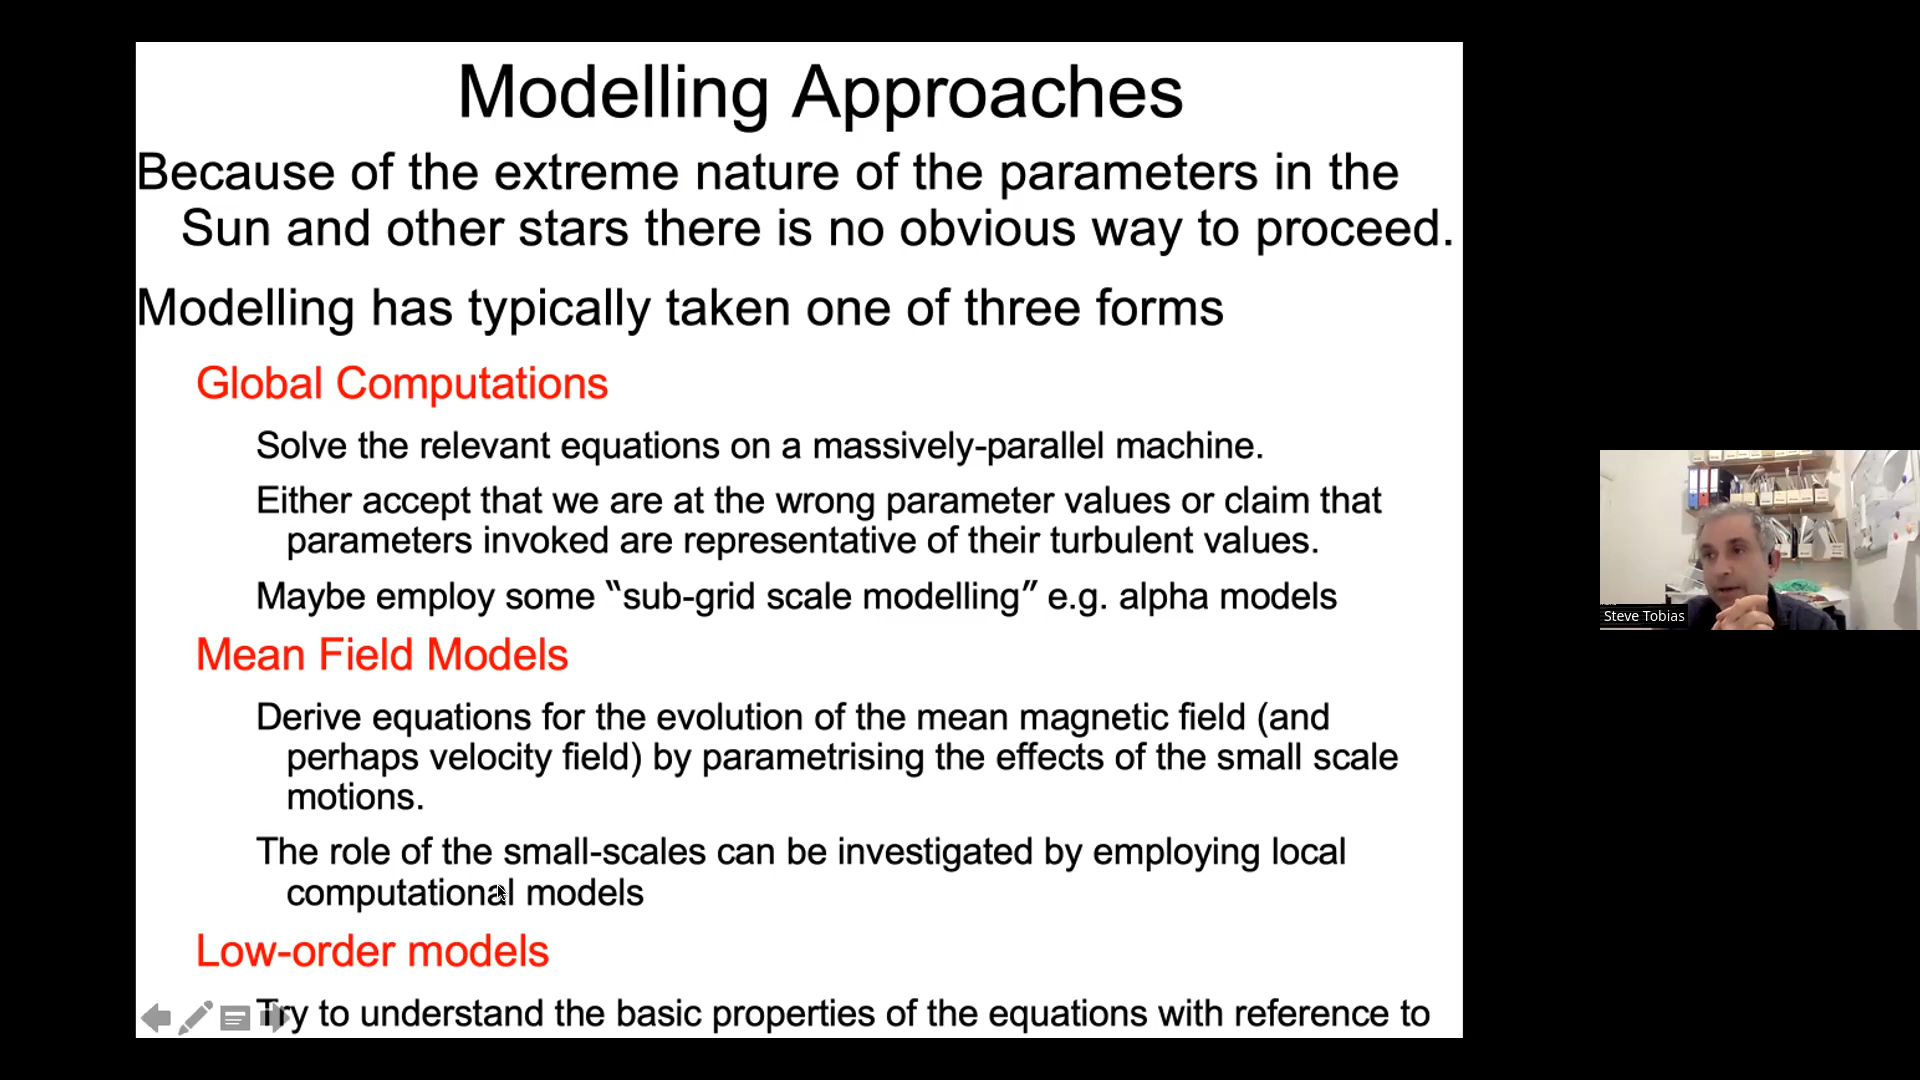 Modelling Approaches
Because of the extreme nature of the parameters in the
Sun and other stars there is no obvious way to proceed.
Modelling has typically taken one of three forms
Global Computations
Solve the relevant equations on a massively-parallel machine.
Either accept that we are at the wrong parameter values or claim that
parameters invoked are representative of their turbulent values.
Maybe employ some “sub-grid scale modelling” e.g. alpha models
Mean Field Models
Derive equations for the evolution of the mean magnetic field (and
perhaps velocity field) by parametrising the effects of the small scale
motions.
The role of the small-scales can be investigated by employing local
computational models
Low-order models
Try to understand the basic properties of the equations with reference to
Steve Tobias